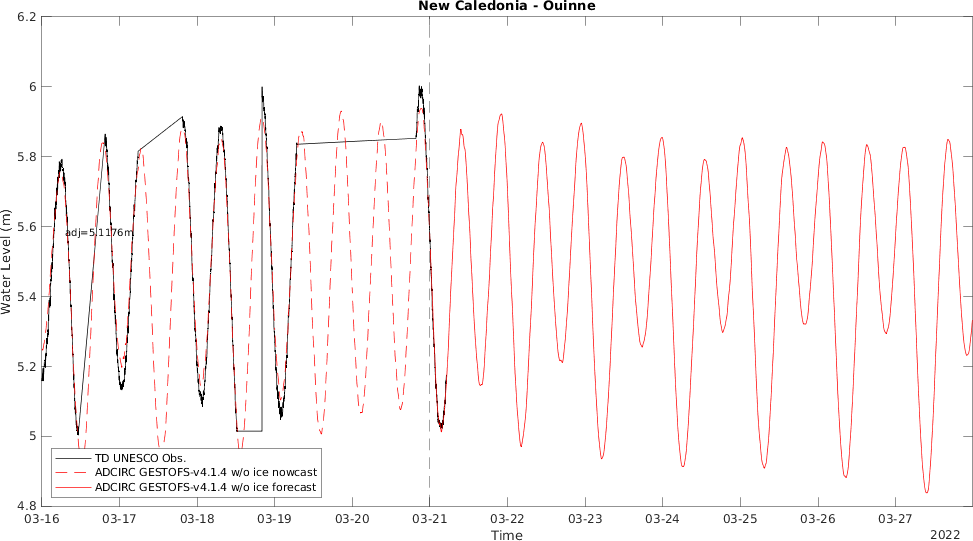 New Caledonia - Ouinne
6.2
6
5.8
5.6
5.4
5.2
5
4.8
Water Level (m)
adj=5.1176m
TD UNESCO Obs.
ADCIRC GESTOFS-v4.1.4 w/o ice nowcast
ADCIRC GESTOFS-v4.1.4 w/o ice forecast
03-16 03-17 03-18 03-19 03-20 03-21 03-22 03-23 03-24 03-25 03-26 03-27
Time
2022